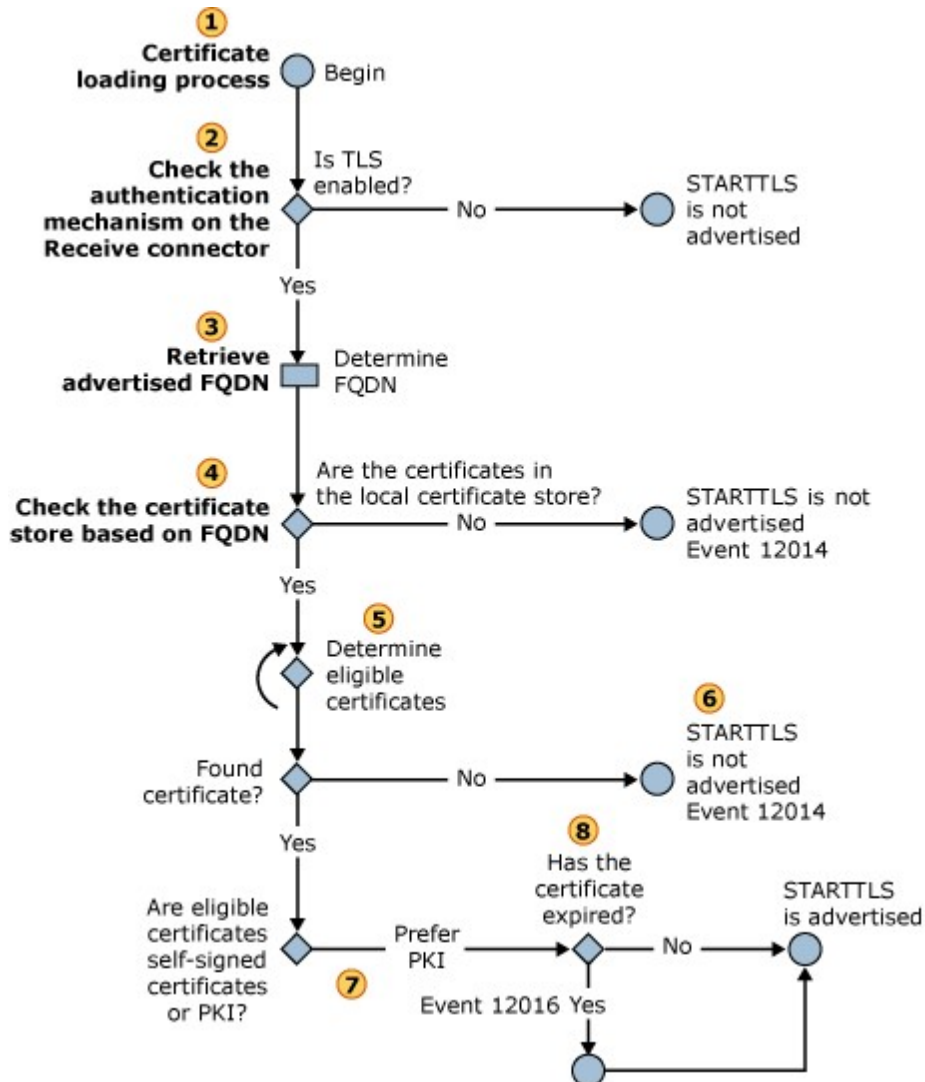 1
Certificate
loading process
Begin
2
Check the
authentication
mechanism on the
Receive connector
Is TLS
enabled?
No
STARTTLS
is not
advertised
Yes
3
Retrieve
advertised FQDN
Determine
FQDN
4
Check the certificate
store based on FQDN
Are the certificates in
the local certificate store?
No
STARTTLS is not
advertised
Event 12014
Yes
5
Determine
eligible
certificates
Found
certificate?
No
6
STARTTLS
is not
advertised
Event 12014
Yes
Are eligible
certificates
self-signed
certificates
or PKI?
7
Prefer
PKI
8
Has the
certificate
expired?
No
STARTTLS
is advertised
Event 12016 Yes